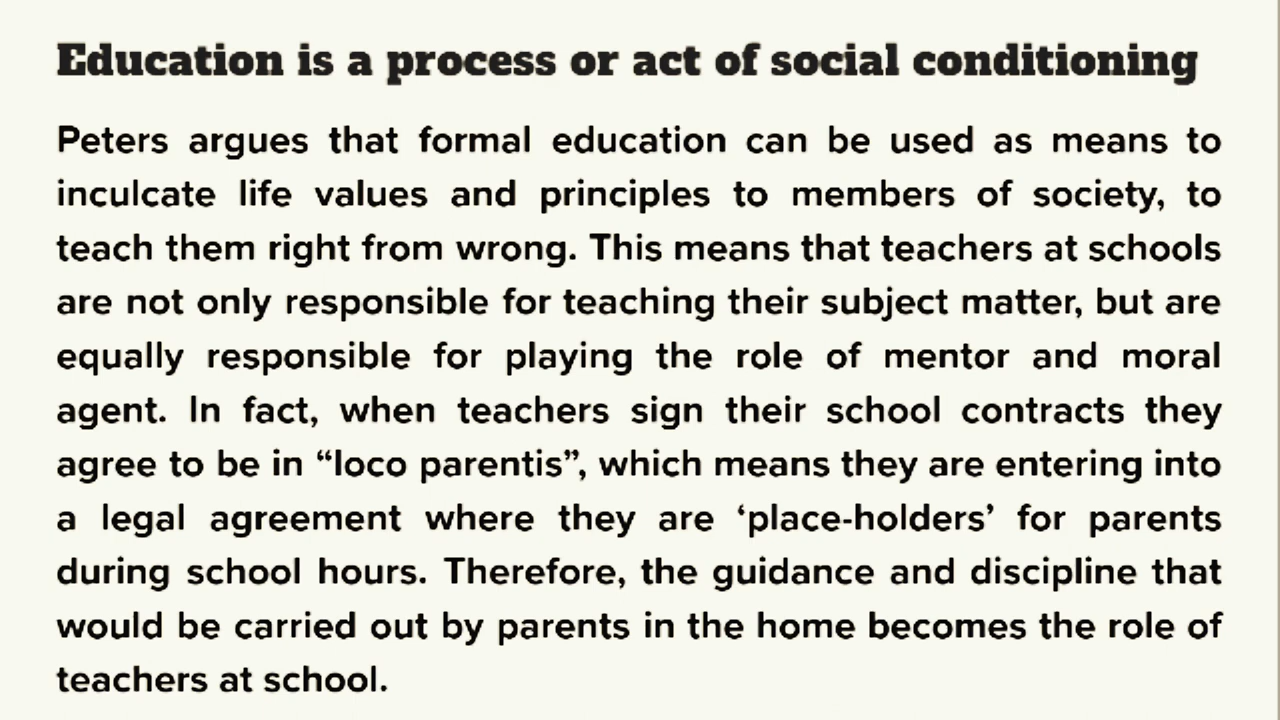 Education is a process or act of social conditioning
Peters argues that formal education can be used as means to
inculcate life values and principles to members of society, to
teach them right from wrong. This means that teachers at schools
are not only responsible for teaching their subject matter, but are
equally responsible for playing the role of mentor and moral
agent. In fact, when teachers sign their school contracts they
agree to be in “loco parentis”, which means they are entering into
a legal agreement where they are ‘place-holders’ for parents
during school hours. Therefore, the guidance and discipline that
would be carried out by parents in the home becomes the role of
teachers at school.